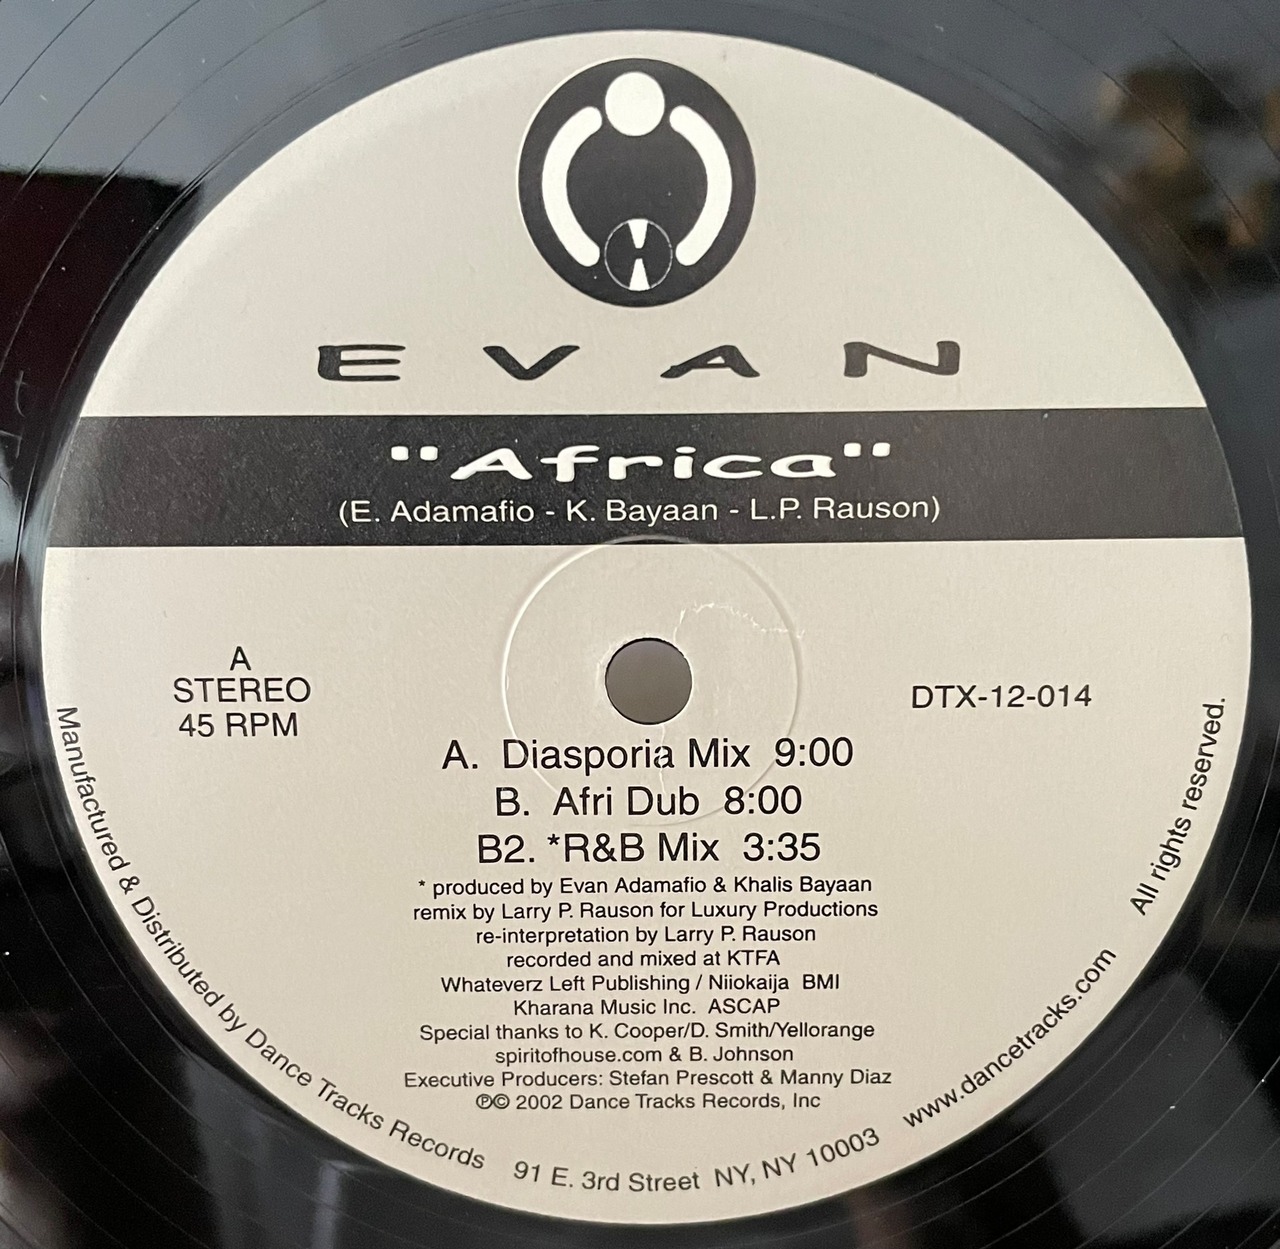 EVAN
"Africa"
(E. Adamafio - K. Bayaan - L.P. Rauson)
A
STEREO
45 RPM
DTX-12-014
A. Diasporia Mix 9:00
B. Afri Dub 8:00
B2. *R&B Mix 3:35
* produced by Evan Adamafio & Khalis Bayaan
remix by Larry P. Rauson for Luxury Productions
re-interpretation by Larry P. Rauson
recorded and mixed at KTFA
Whateverz Left Publishing / Niiokaija BMI
Kharana Music Inc. ASCAP
Special thanks to K. Cooper/D. Smith/Yellorange
spiritofhouse.com & B. Johnson
Executive Producers: Stefan Prescott & Manny Diaz
℗© 2002 Dance Tracks Records, Inc
Manufactured & Distributed by Dance Tracks Records 91 E. 3rd Street NY, NY 10003 www.dancetracks.com All rights reserved.